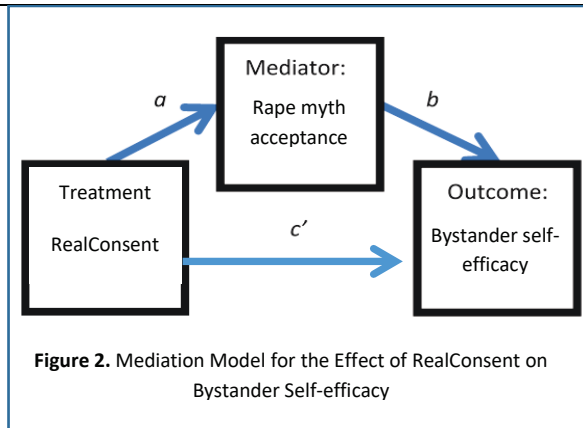 Mediator:
a
Rape myth
acceptance
b
Treatment
RealConsent
c’
Outcome:
Bystander self-
efficacy
Figure 2. Mediation Model for the Effect of RealConsent on
Bystander Self-efficacy